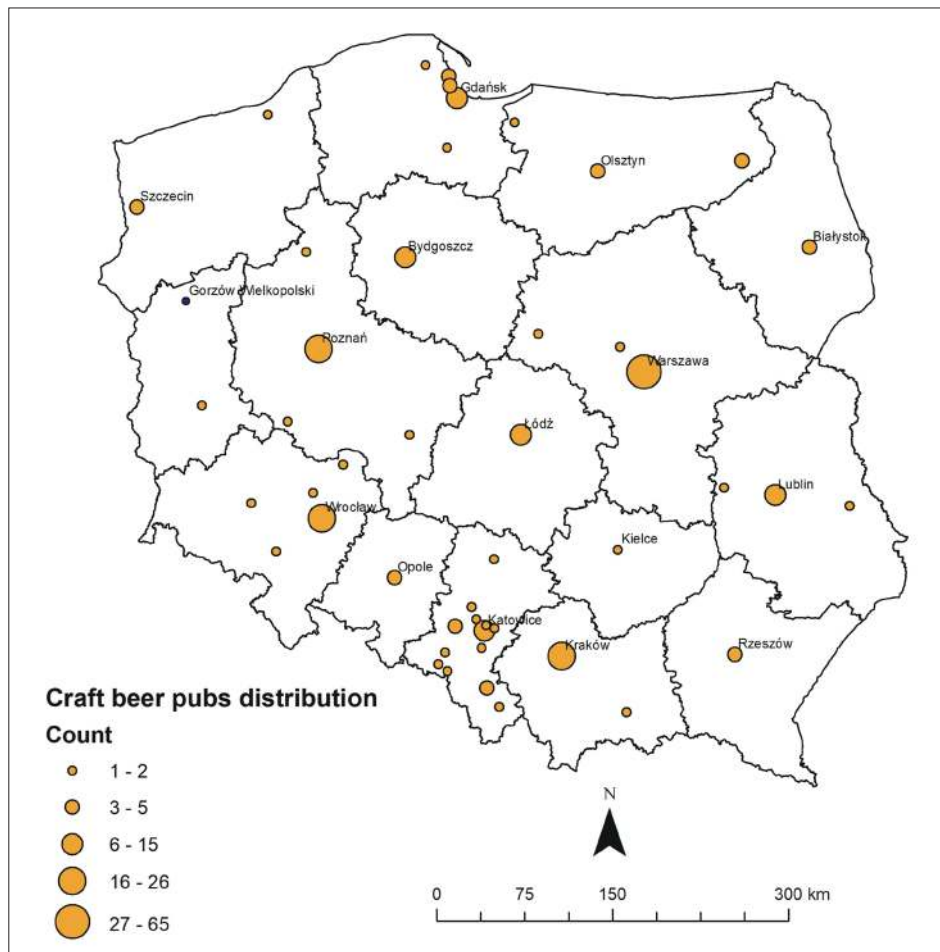 Gdańsk
Olsztyn
Szczecin
Białystok
Bydgoszcz
Gorzów Wielkopolski
Poznań
Warszawa
Łódź
Lublin
Wrocław
Kielce
Opole
Katowice
Kraków
Rzeszów
Craft beer pubs distribution
Count
1 - 2
3 - 5
6 - 15
16 - 26
27 - 65
N
0 75 150 300 km